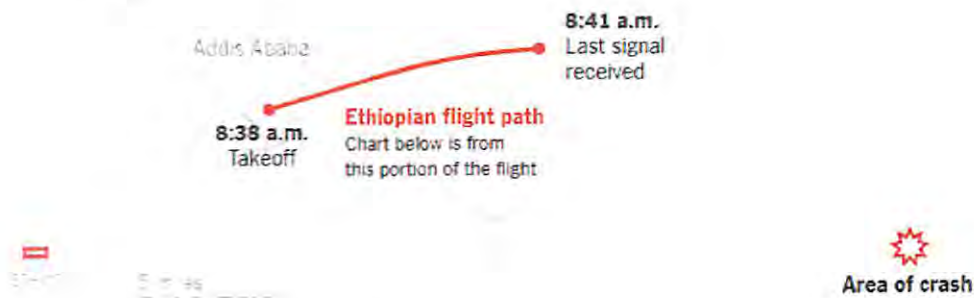 8:41 a.m.
Last signal
received
Addis Ababa
8:38 a.m.
Takeoff
Ethiopian flight path
Chart below is from
this portion of the flight
Area of crash